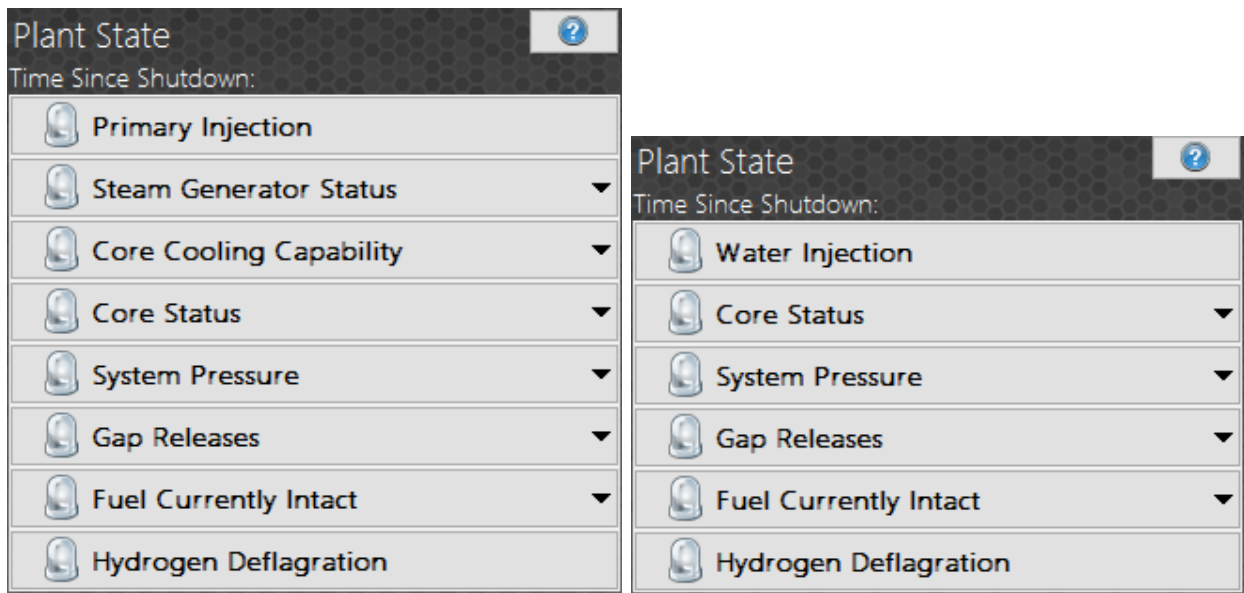 Plant State
Time Since Shutdown:
Primary Injection
Steam Generator Status
Core Cooling Capability
Core Status
System Pressure
Gap Releases
Fuel Currently Intact
Hydrogen Deflagration
Plant State
Time Since Shutdown:
Water Injection
Core Status
System Pressure
Gap Releases
Fuel Currently Intact
Hydrogen Deflagration